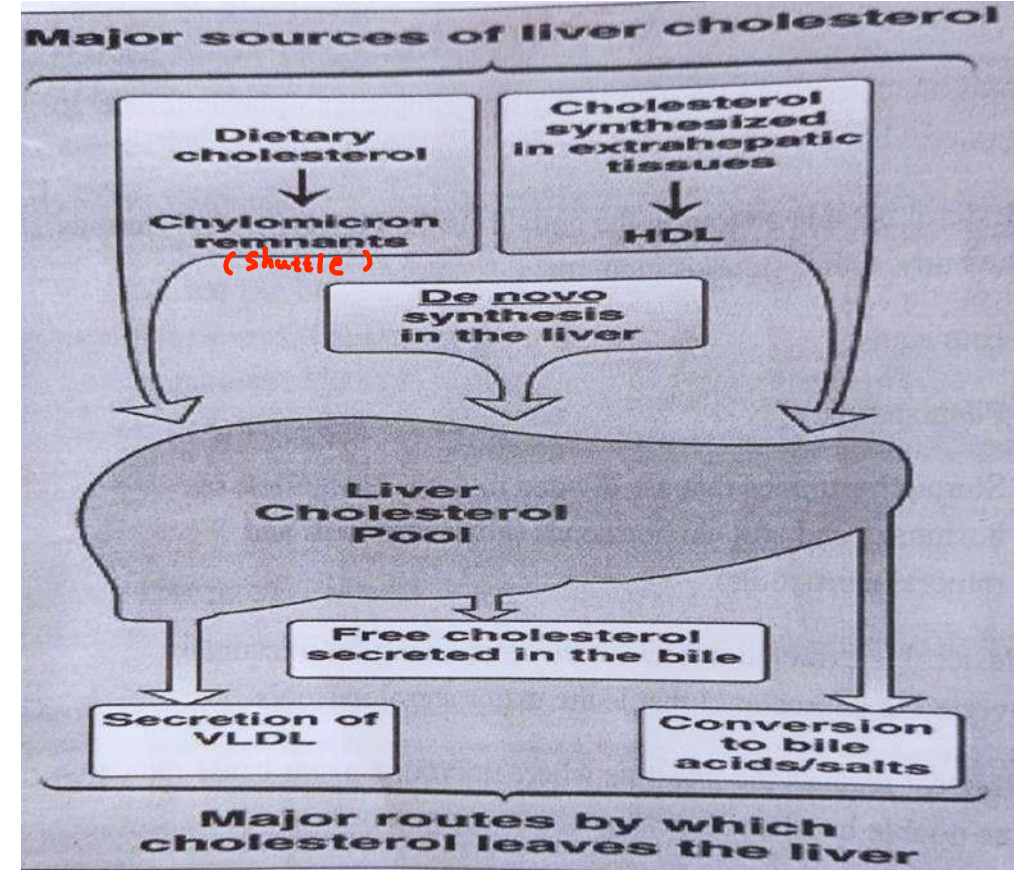 Major sources of liver cholesterol
Dietary
cholesterol
Chylomicron
remnants
(shuttle)
Cholesterol
synthesized
in extrahepatic
tissues
HDL
De novo
synthesis
in the liver
Liver
Cholesterol
Pool
Free cholesterol
secreted in the bile
Secretion of
VLDL
Conversion
to bile
acids/salts
Major routes by which
cholesterol leaves the liver